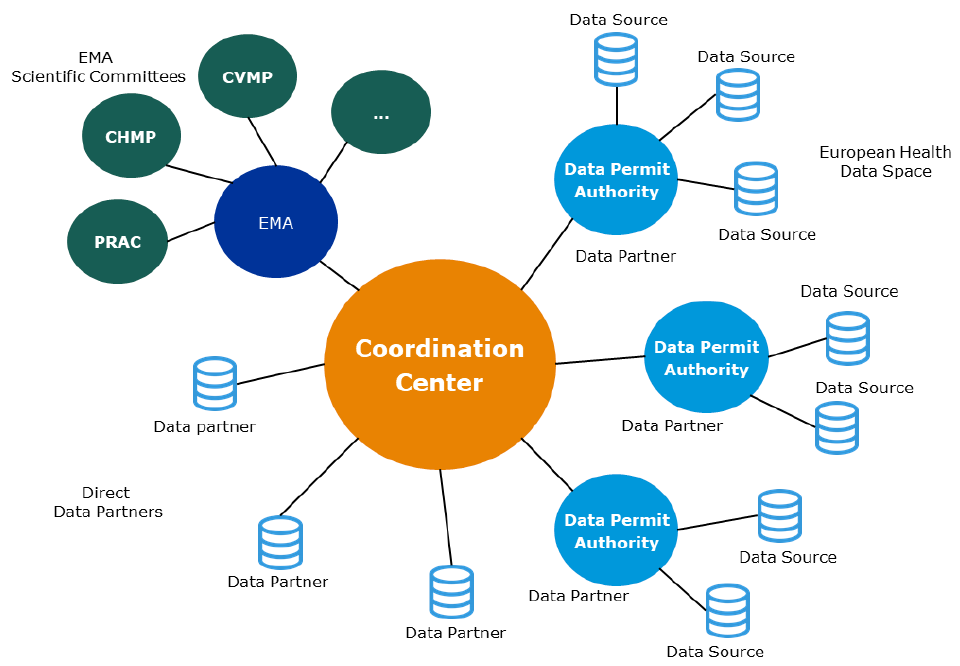 Data Source
EMA
Scientific Committees
CVMP
Data Source
...
CHMP
European Health
Data Space
Data Permit
Authority
PRAC
EMA
Data Source
Data Partner
Data Source
Coordination
Center
Data Permit
Authority
Data Source
Data partner
Data Partner
Direct
Data Partners
Data Permit
Authority
Data Source
Data Partner
Data Partner
Data Partner
Data Source